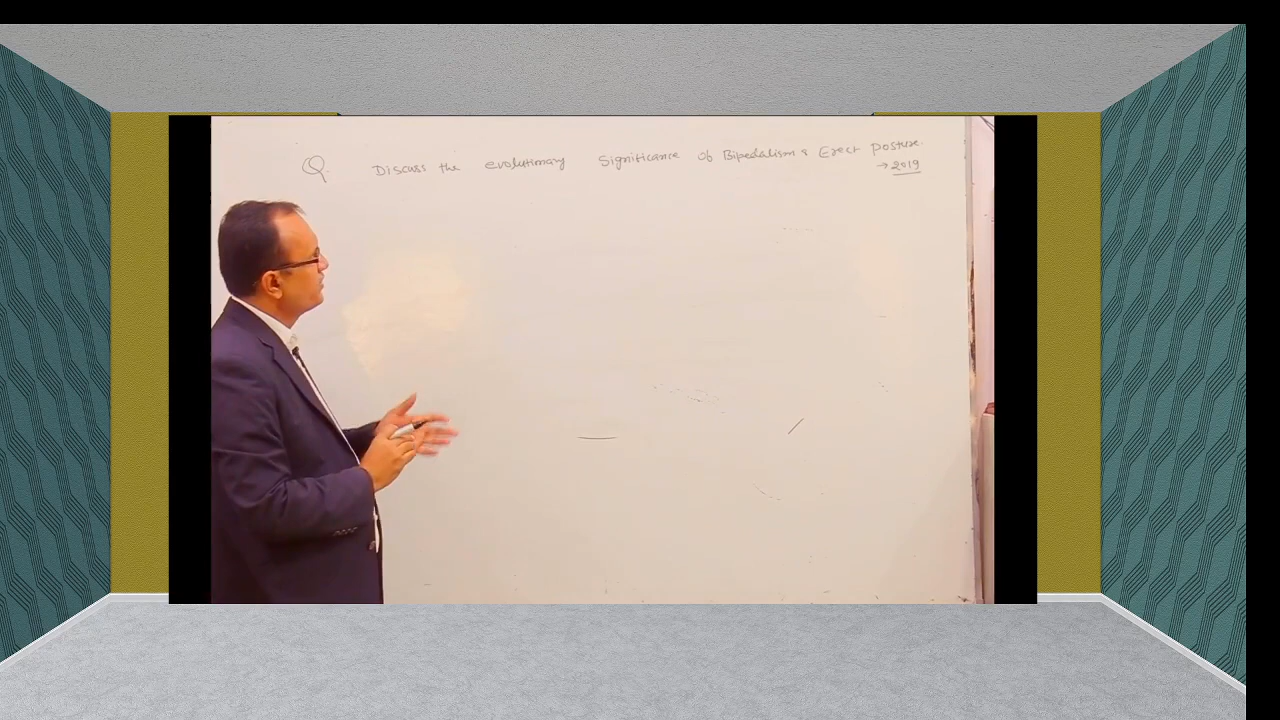 Q. Discuss the evolutionary Significance of Bipedalism & Erect posture.
→ 2019